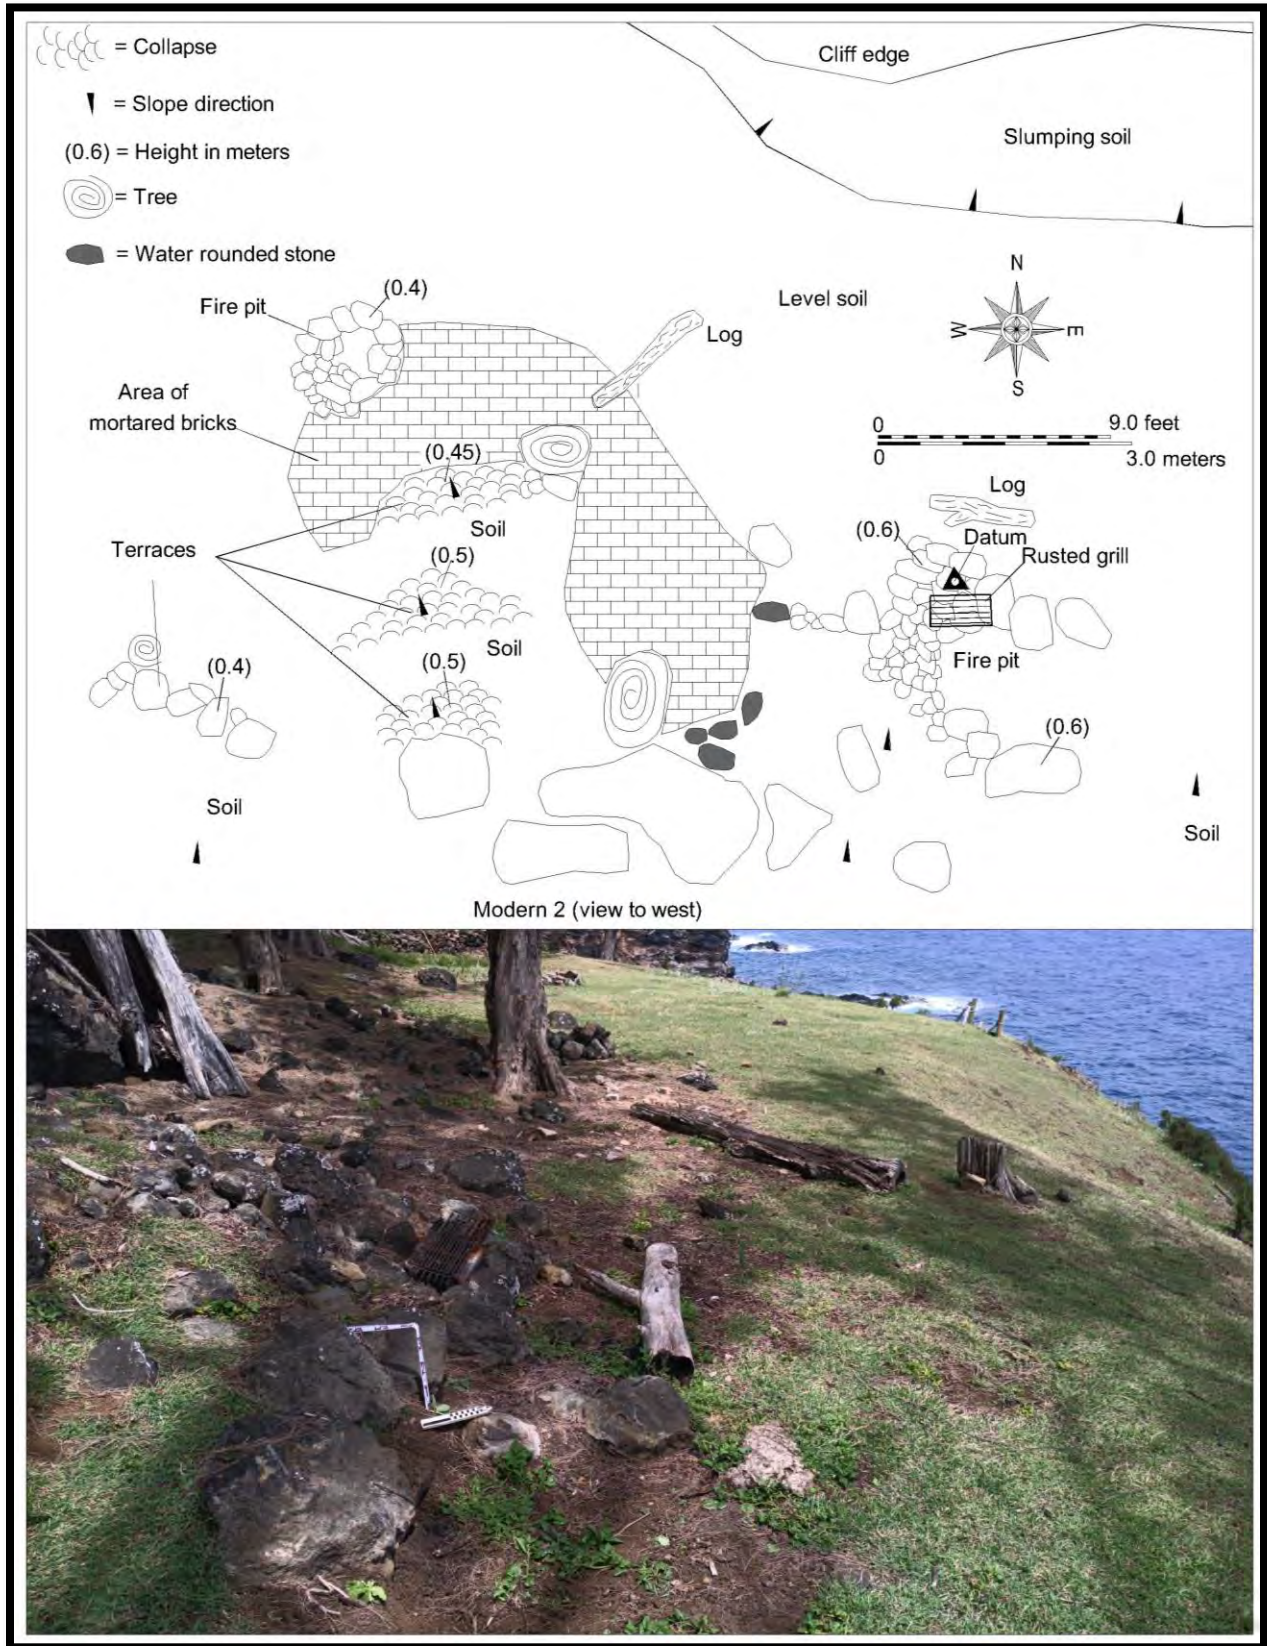 = Collapse
= Slope direction
(0.6) = Height in meters
= Tree
= Water rounded stone
Cliff edge
Slumping soil
Level soil
N
W
E
S
0 9.0 feet
0 3.0 meters
Fire pit
(0.4)
Log
Area of
mortared bricks
(0.45)
Soil
Terraces
(0.5)
Soil
(0.5)
(0.4)
Soil
Log
(0.6)
Datum
Rusted grill
Fire pit
(0.6)
Soil
Modern 2 (view to west)